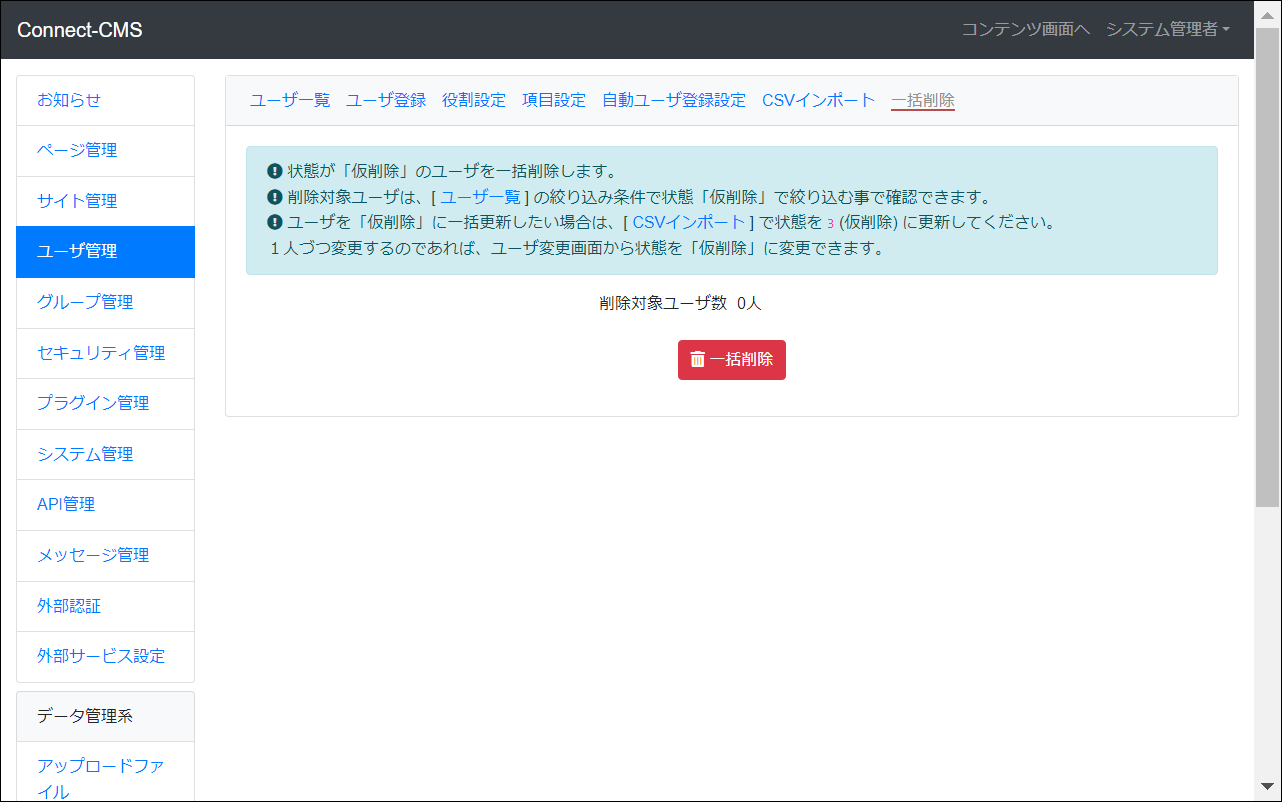 Connect-CMS
コンテンツ画面へ システム管理者
お知らせ
ページ管理
サイト管理
ユーザ管理
グループ管理
セキュリティ管理
プラグイン管理
システム管理
API管理
メッセージ管理
外部認証
外部サービス設定
データ管理系
アップロードファ
イル
ユーザ一覧 ユーザ登録 役割設定 項目設定 自動ユーザ登録設定 CSVインポート 一括削除
状態が「仮削除」のユーザを一括削除します。
削除対象ユーザは、[ ユーザ一覧 ] の絞り込み条件で状態「仮削除」で絞り込む事で確認できます。
ユーザを「仮削除」に一括更新したい場合は、[ CSVインポート ] で状態を 3 (仮削除) に更新してください。
１人づつ変更するのであれば、ユーザ変更画面から状態を「仮削除」に変更できます。
削除対象ユーザ数 0人
一括削除